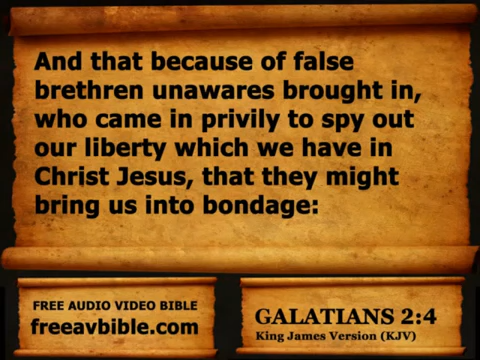 And that because of false
brethren unawares brought in,
who came in privily to spy out
our liberty which we have in
Christ Jesus, that they might
bring us into bondage:
FREE AUDIO VIDEO BIBLE
freeavbible.com
GALATIANS 2:4
King James Version (KJV)